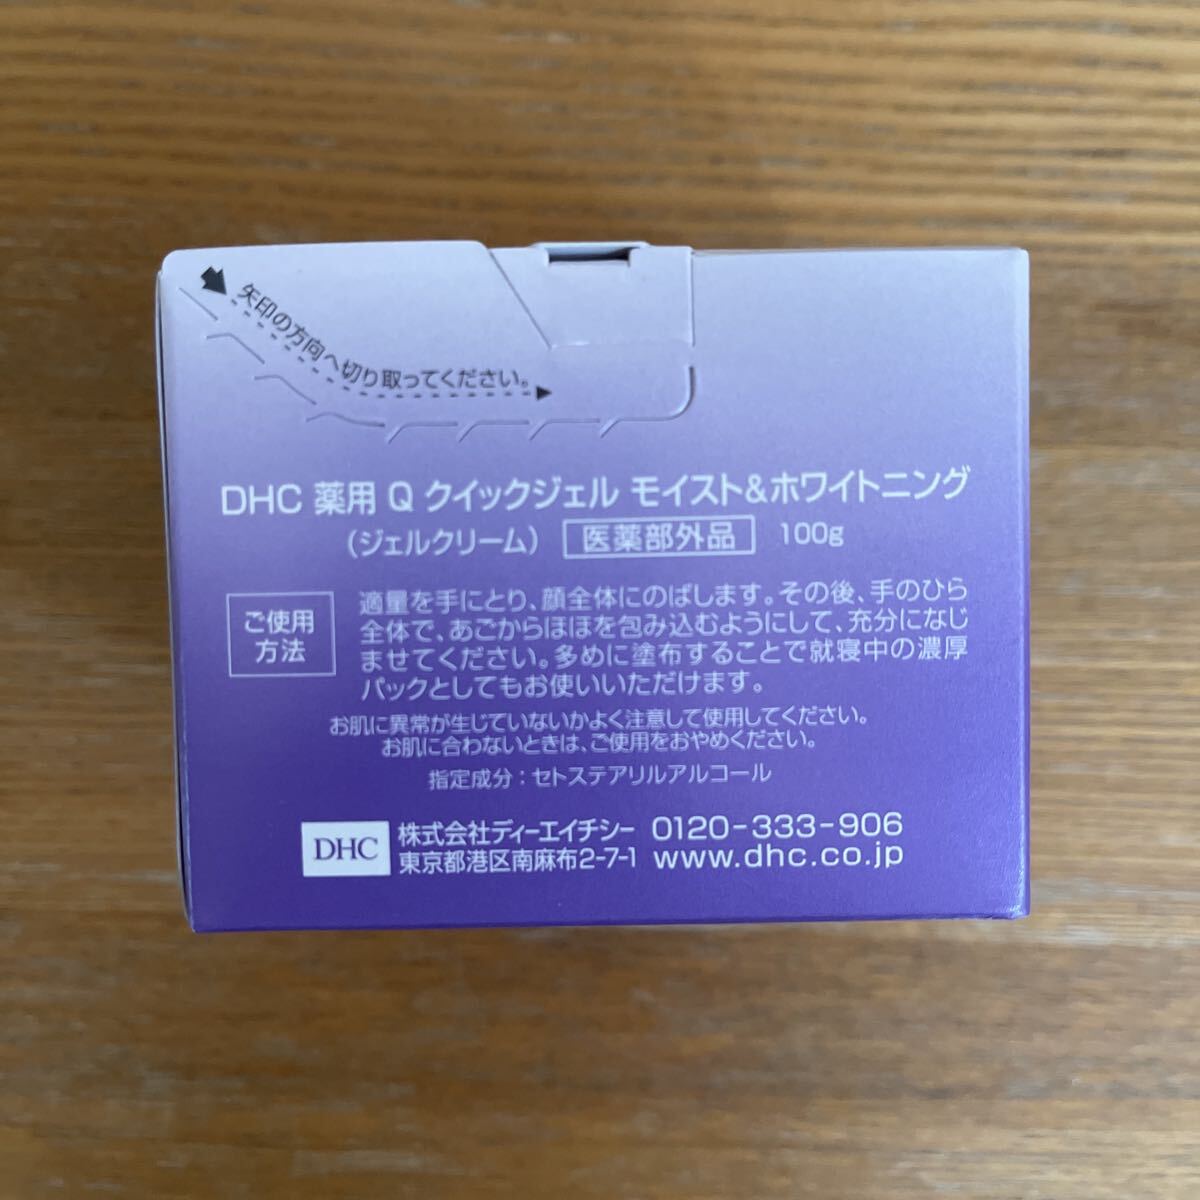 矢印の方向へ切り取ってください。
DHC 薬用 Q クイックジェル モイスト&ホワイトニング
(ジェルクリーム) 医薬部外品 100g
ご使用
方法
適量を手にとり、顔全体にのばします。その後、手のひら
全体で、あごからほほを包み込むようにして、充分になじ
ませてください。多めに塗布することで就寝中の濃厚
パックとしてもお使いいただけます。
お肌に異常が生じていないかよく注意して使用してください。
お肌に合わないときは、ご使用をおやめください。
指定成分:セトステアリルアルコール
DHC 株式会社ディーエイチシー 0120-333-906
東京都港区南麻布2-7-1 www.dhc.co.jp